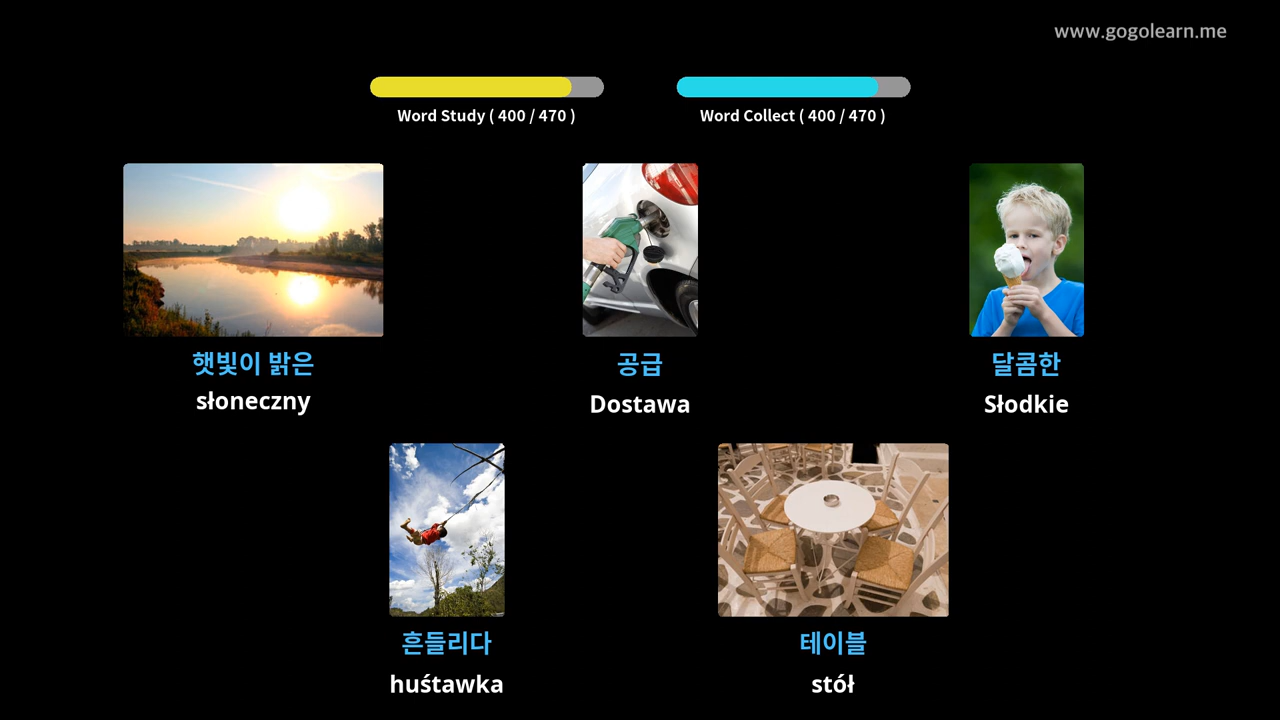 www.gogolearn.me
Word Study ( 400 / 470 )
Word Collect ( 400 / 470 )
햇빛이 밝은
słoneczny
공급
Dostawa
달콤한
Słodkie
흔들리다
huśtawka
테이블
stół